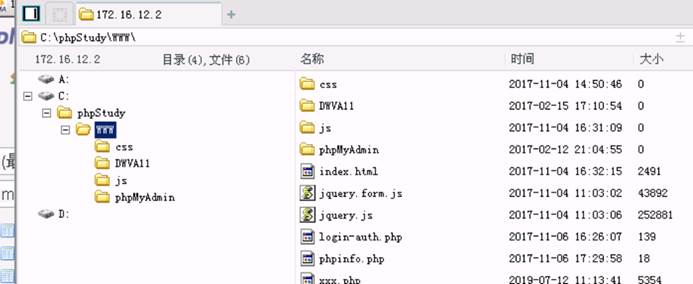 172.16.12.2
C:\phpStudy\WWW\
172.16.12.2 目录(4),文件(6) 名称 时间 大小
A:
C:
phpStudy
WWW
css
DWVA11
js
phpMyAdmin
D:
css 2017-11-04 14:50:46 0
DWVA11 2017-02-15 17:10:54 0
js 2017-11-04 16:31:09 0
phpMyAdmin 2017-02-12 21:04:55 0
index.html 2017-11-04 16:32:15 2491
jquery.form.js 2017-11-04 11:03:02 43892
jquery.js 2017-11-04 11:03:06 252881
login-auth.php 2017-11-06 16:26:07 139
phpinfo.php 2017-11-06 17:29:58 18
xxx.php 2019-07-12 11:13:41 5354